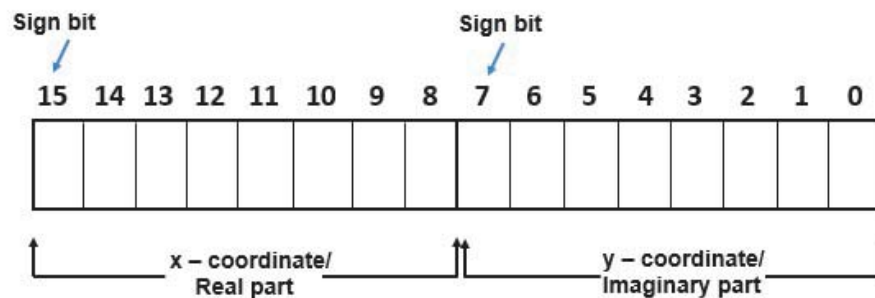 Sign bit Sign bit
15 14 13 12 11 10 9 8 7 6 5 4 3 2 1 0
x – coordinate/ y – coordinate/
Real part Imaginary part